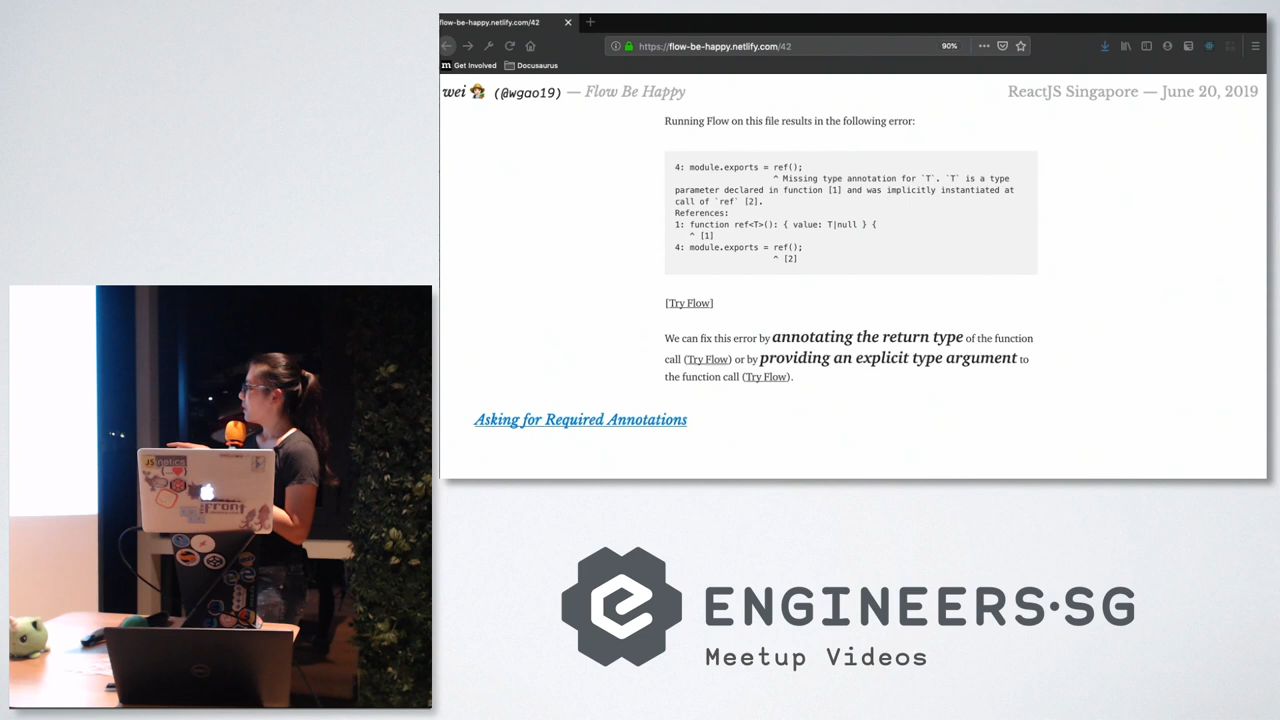 flow-be-happy.netlify.com/42
https://flow-be-happy.netlify.com/42
90%
Get Involved
Docusaurus
wei (@wgao19) — Flow Be Happy
ReactJS Singapore — June 20, 2019
Running Flow on this file results in the following error:
4: module.exports = ref();
^ Missing type annotation for `T`. `T` is a type
parameter declared in function [1] and was implicitly instantiated at
call of `ref` [2].
References:
1: function ref<T>(): { value: T|null } {
^ [1]
4: module.exports = ref();
^ [2]
[Try Flow]
We can fix this error by annotating the return type of the function
call (Try Flow) or by providing an explicit type argument to
the function call (Try Flow).
Asking for Required Annotations
JSnetics
front
ENGINEERS·SG
Meetup Videos